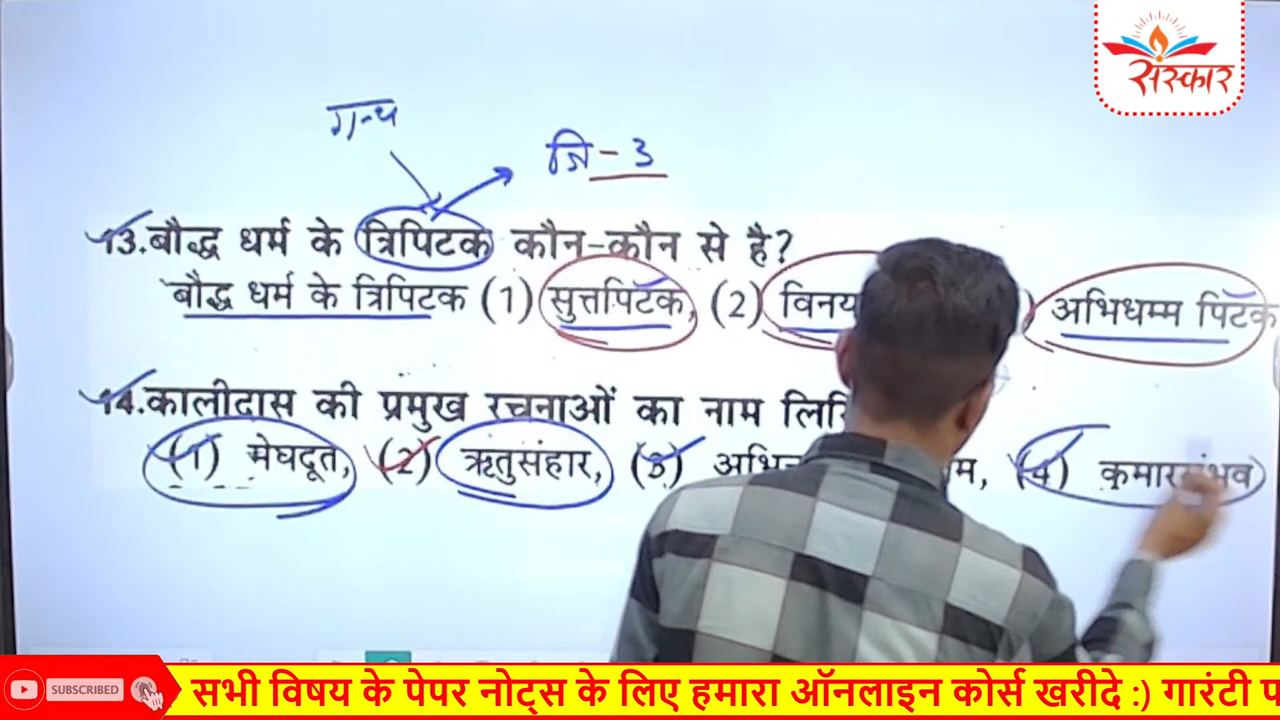 संस्कार
ग्रन्थ
त्रि - 3
13. बौद्ध धर्म के त्रिपिटक कौन-कौन से है?
बौद्ध धर्म के त्रिपिटक (1) सुत्तपिटक, (2) विनय अभिधम्म पिटक
14. कालीदास की प्रमुख रचनाओं का नाम
(1) मेघदूत, (2) ऋतुसंहार, (3) (4)
SUBSCRIBED सभी विषय के पेपर नोट्स के लिए हमारा ऑनलाइन कोर्स खरीदे :) गारंटी